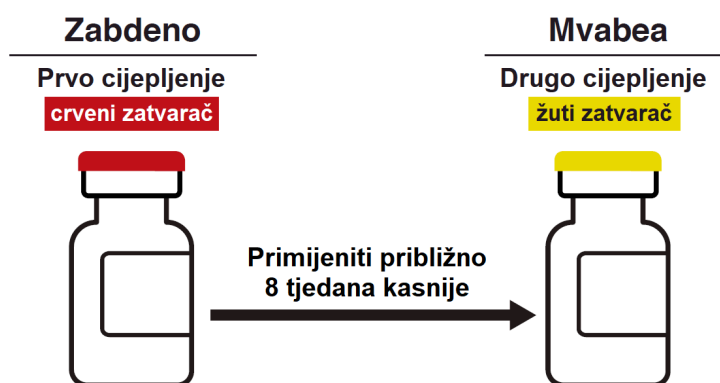 Zabdeno
Prvo cijepljenje
crveni zatvarač
Mvabea
Drugo cijepljenje
žuti zatvarač
Primijeniti približno
8 tjedana kasnije